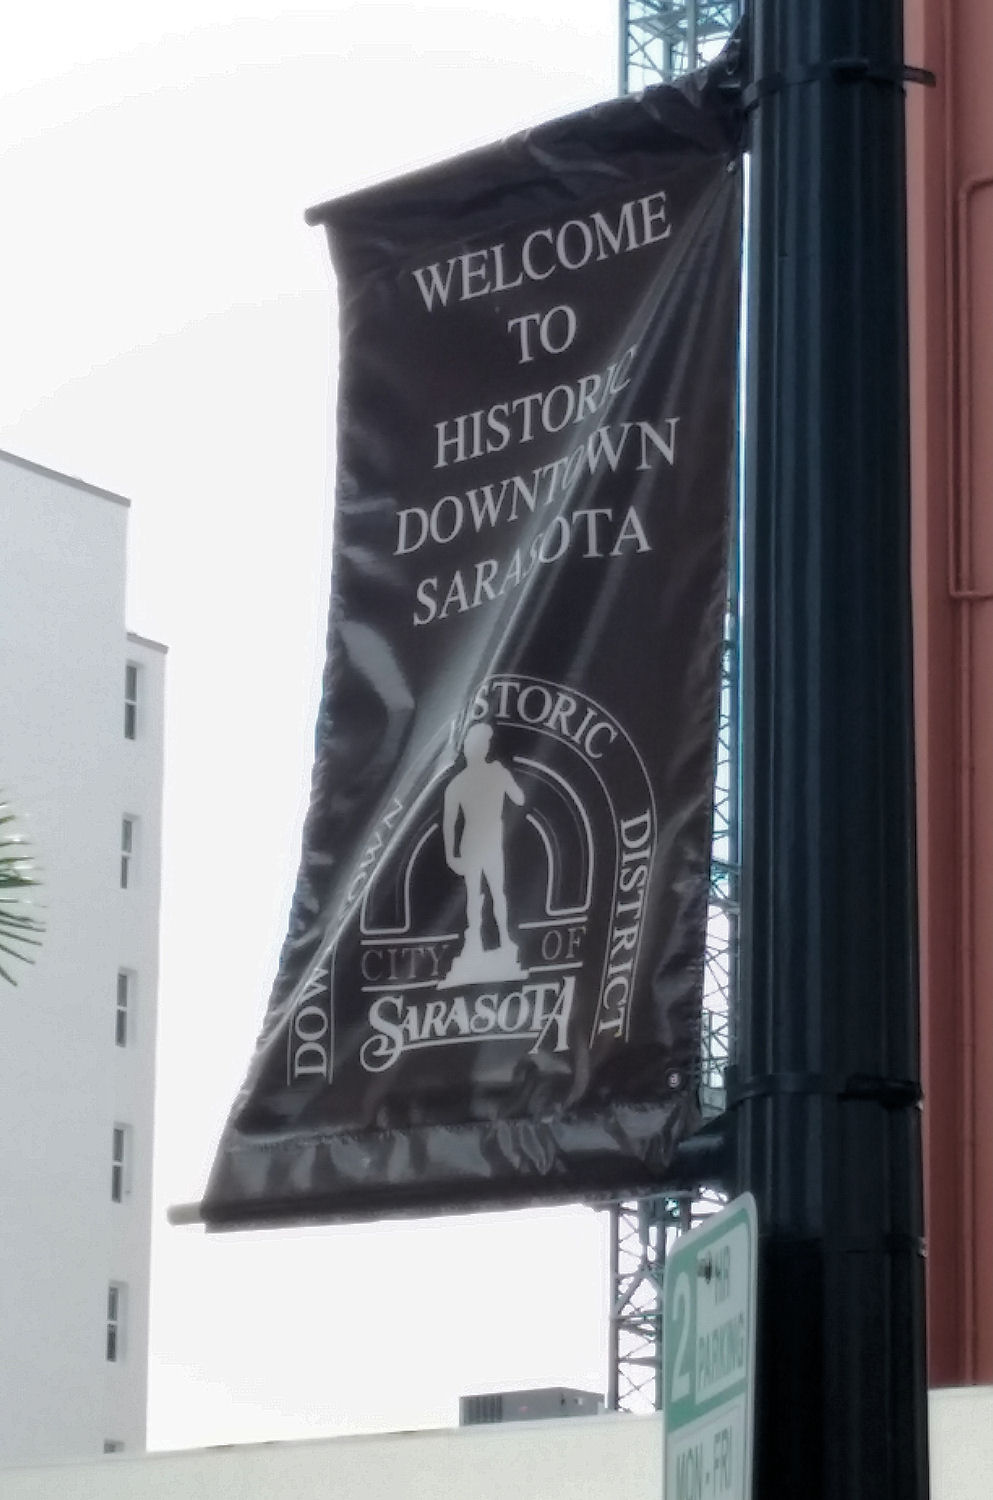 WELCOME
TO
HISTORIC
DOWNTOWN
SARASOTA
DOWNTOWN HISTORIC DISTRICT
CITY OF
SARASOTA
2 HR
PARKING
MON-FRI